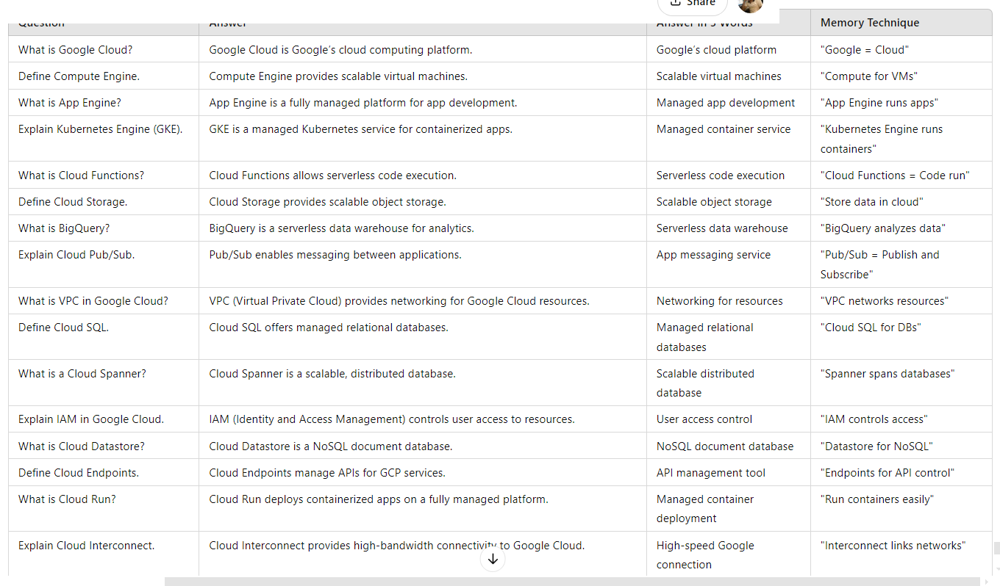 Share
Question Answer Answer in 3 Words Memory Technique
What is Google Cloud? Google Cloud is Google’s cloud computing platform. Google’s cloud platform "Google = Cloud"
Define Compute Engine. Compute Engine provides scalable virtual machines. Scalable virtual machines "Compute for VMs"
What is App Engine? App Engine is a fully managed platform for app development. Managed app development "App Engine runs apps"
Explain Kubernetes Engine (GKE). GKE is a managed Kubernetes service for containerized apps. Managed container service "Kubernetes Engine runs
containers"
What is Cloud Functions? Cloud Functions allows serverless code execution. Serverless code execution "Cloud Functions = Code run"
Define Cloud Storage. Cloud Storage provides scalable object storage. Scalable object storage "Store data in cloud"
What is BigQuery? BigQuery is a serverless data warehouse for analytics. Serverless data warehouse "BigQuery analyzes data"
Explain Cloud Pub/Sub. Pub/Sub enables messaging between applications. App messaging service "Pub/Sub = Publish and
Subscribe"
What is VPC in Google Cloud? VPC (Virtual Private Cloud) provides networking for Google Cloud resources. Networking for resources "VPC networks resources"
Define Cloud SQL. Cloud SQL offers managed relational databases. Managed relational "Cloud SQL for DBs"
databases
What is a Cloud Spanner? Cloud Spanner is a scalable, distributed database. Scalable distributed "Spanner spans databases"
database
Explain IAM in Google Cloud. IAM (Identity and Access Management) controls user access to resources. User access control "IAM controls access"
What is Cloud Datastore? Cloud Datastore is a NoSQL document database. NoSQL document database "Datastore for NoSQL"
Define Cloud Endpoints. Cloud Endpoints manage APIs for GCP services. API management tool "Endpoints for API control"
What is Cloud Run? Cloud Run deploys containerized apps on a fully managed platform. Managed container "Run containers easily"
deployment
Explain Cloud Interconnect. Cloud Interconnect provides high-bandwidth connectivity to Google Cloud. High-speed Google "Interconnect links networks"
connection